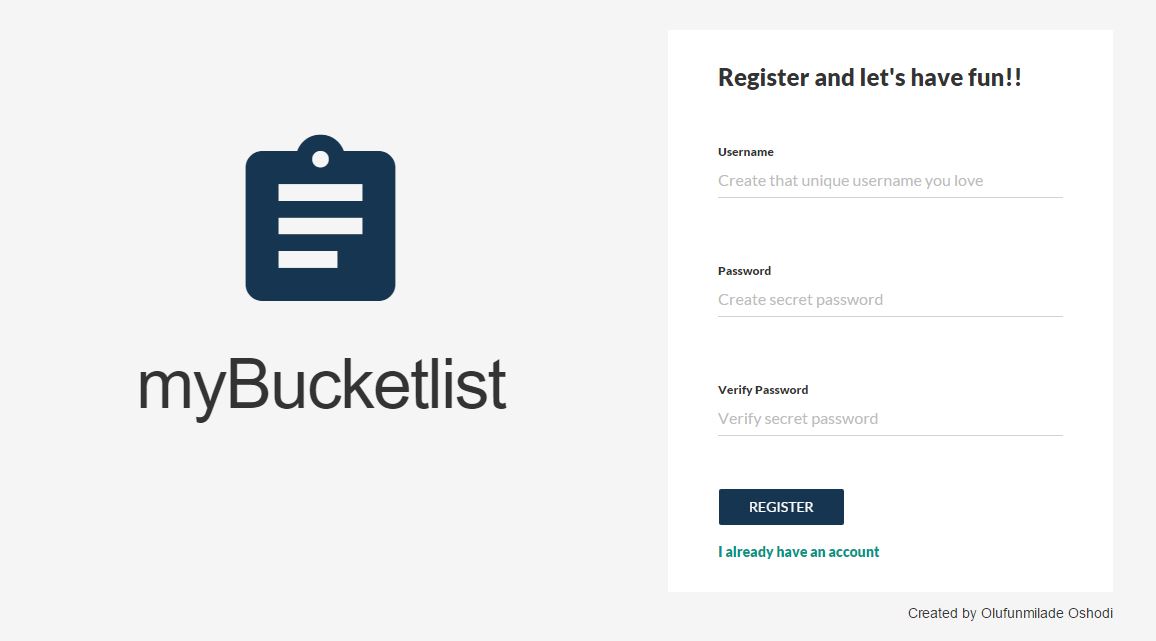 myBucketlist
Register and let's have fun!!
Username
Create that unique username you love
Password
Create secret password
Verify Password
Verify secret password
REGISTER
I already have an account
Created by Olufunmilade Oshodi